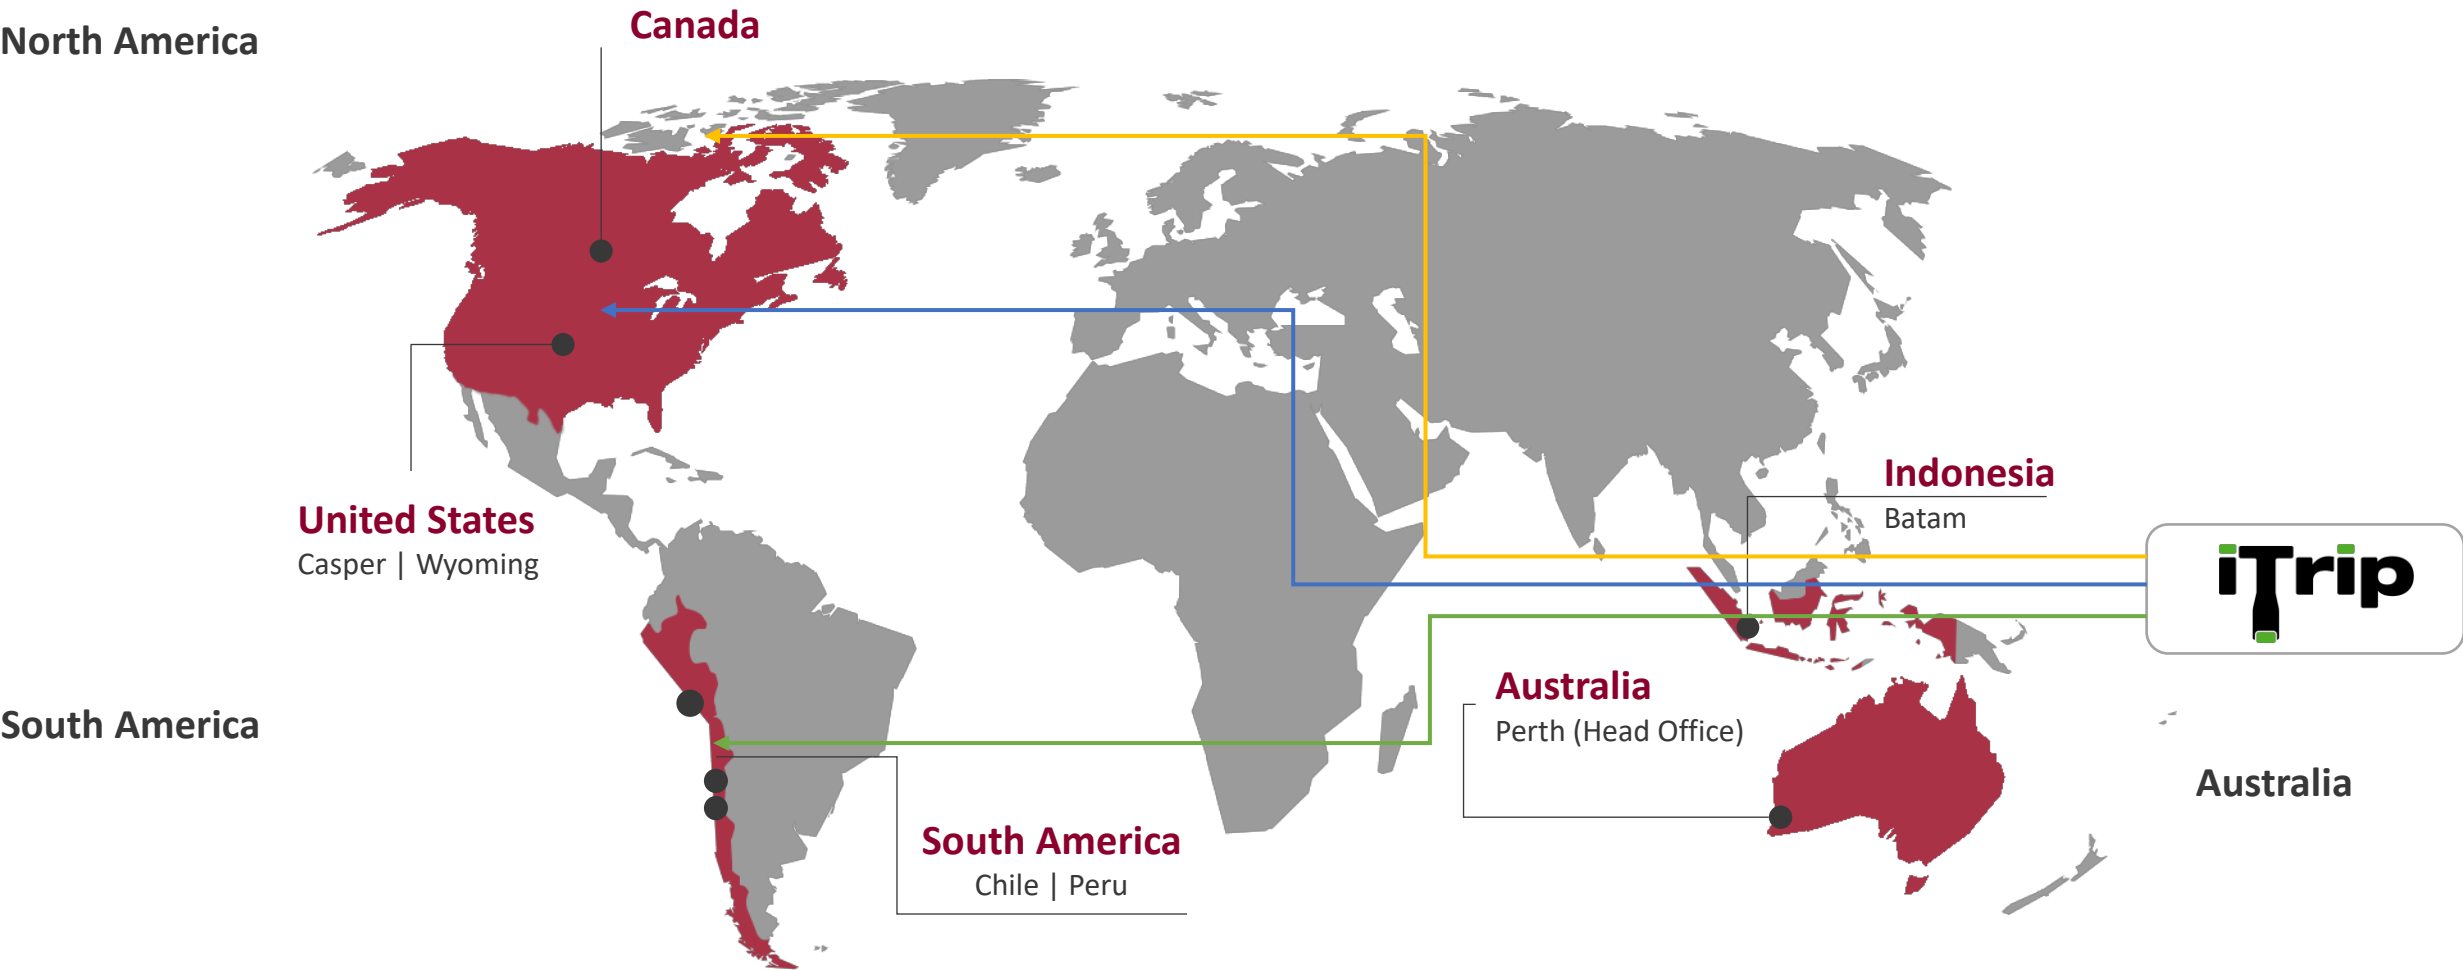 North America
Canada
United States
Casper | Wyoming
Indonesia
Batam
iTrip
Australia
Perth (Head Office)
South America
Australia
South America
Chile | Peru